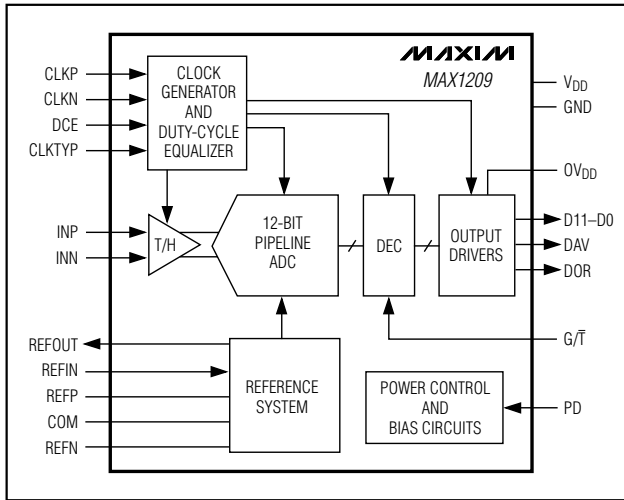 MAXIM
MAX1209
CLKP
CLKN
DCE
CLKTYP
CLOCK
GENERATOR
AND
DUTY-CYCLE
EQUALIZER
VDD
GND
OVDD
INP
INN
T/H
12-BIT
PIPELINE
ADC
DEC
OUTPUT
DRIVERS
D11–D0
DAV
DOR
G/T̅
REFOUT
REFIN
REFP
COM
REFN
REFERENCE
SYSTEM
POWER CONTROL
AND
BIAS CIRCUITS
PD